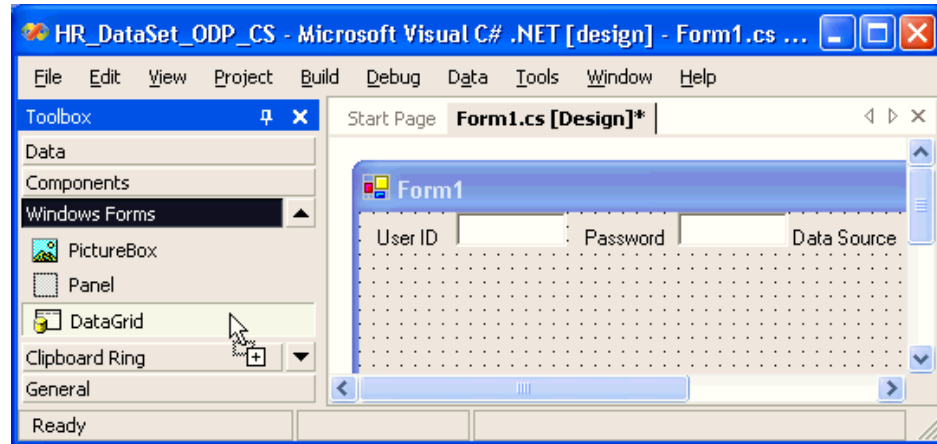 HR_DataSet_ODP_CS - Microsoft Visual C# .NET [design] - Form1.cs ...
File Edit View Project Build Debug Data Tools Window Help
Toolbox
Start Page Form1.cs [Design]*
Data
Components
Windows Forms
PictureBox
Panel
DataGrid
Clipboard Ring
General
Form1
User ID Password Data Source
Ready